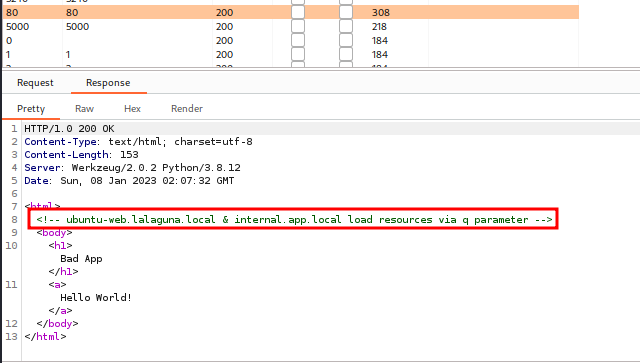 80 80 200 308
5000 5000 200 218
0 200 184
1 1 200 184
Request Response
Pretty Raw Hex Render
1 HTTP/1.0 200 OK
2 Content-Type: text/html; charset=utf-8
3 Content-Length: 153
4 Server: Werkzeug/2.0.2 Python/3.8.12
5 Date: Sun, 08 Jan 2023 02:07:32 GMT
6
7 <html>
8 <!-- ubuntu-web.lalaguna.local & internal.app.local load resources via q parameter -->
9 <body>
10 <h1>
Bad App
</h1>
11 <a>
Hello World!
</a>
12 </body>
13 </html>